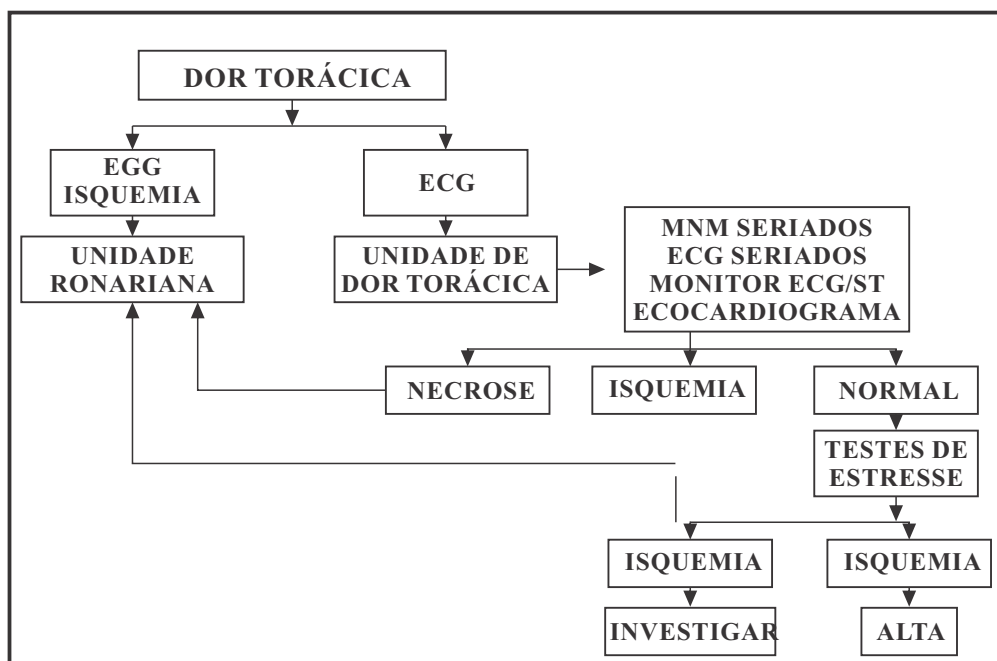 DOR TORÁCICA
EGG
ISQUEMIA
ECG
UNIDADE
RONARIANA
UNIDADE DE
DOR TORÁCICA
MNM SERIADOS
ECG SERIADOS
MONITOR ECG/ST
ECOCARDIOGRAMA
NECROSE
ISQUEMIA
NORMAL
TESTES DE
ESTRESSE
ISQUEMIA
ISQUEMIA
INVESTIGAR
ALTA